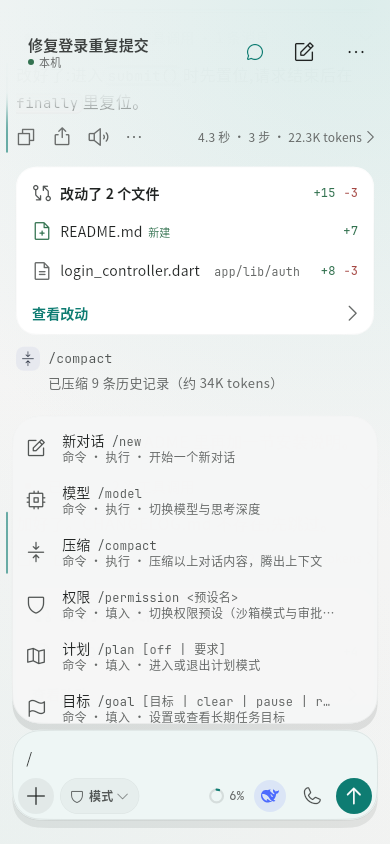 修复登录重复提交
本机
finally 里复位。
4.3 秒 · 3 步 · 22.3K tokens
改动了 2 个文件 +15 -3
README.md 新建 +7
login_controller.dart app/lib/auth +8 -3
查看改动
/compact
已压缩 9 条历史记录（约 34K tokens）
新对话 /new
命令 · 执行 · 开始一个新对话
模型 /model
命令 · 执行 · 切换模型与思考深度
压缩 /compact
命令 · 执行 · 压缩以上对话内容，腾出上下文
权限 /permission <预设名>
命令 · 填入 · 切换权限预设（沙箱模式与审批…
计划 /plan [off | 要求]
命令 · 填入 · 进入或退出计划模式
目标 /goal [目标 | clear | pause | r…
命令 · 填入 · 设置或查看长期任务目标
/
模式 6%